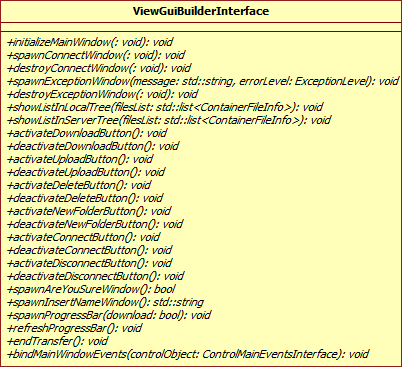 ViewGuiBuilderInterface
+initializeMainWindow(: void): void
+spawnConnectWindow(: void): void
+destroyConnectWindow(: void): void
+spawnExceptionWindow(message: std::string, errorLevel: ExceptionLevel): void
+destroyExceptionWindow(: void): void
+showListInLocalTree(filesList: std::list<ContainerFileInfo>): void
+showListInServerTree(filesList: std::list<ContainerFileInfo>): void
+activateDownloadButton(): void
+deactivateDownloadButton(): void
+activateUploadButton(): void
+deactivateUploadButton(): void
+activateDeleteButton(): void
+deactivateDeleteButton(): void
+activateNewFolderButton(): void
+deactivateNewFolderButton(): void
+activateConnectButton(): void
+deactivateConnectButton(): void
+activateDisconnectButton(): void
+deactivateDisconnectButton(): void
+spawnAreYouSureWindow(): bool
+spawnInsertNameWindow(): std::string
+spawnProgressBar(download: bool): void
+refreshProgressBar(): void
+endTransfer(): void
+bindMainWindowEvents(controlObject: ControlMainEventsInterface): void